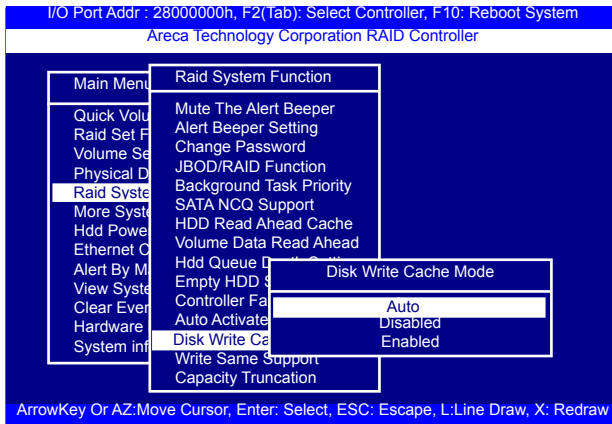 I/O Port Addr : 28000000h, F2(Tab): Select Controller, F10: Reboot System
Areca Technology Corporation RAID Controller
Main Menu
Quick Volu
Raid Set F
Volume Se
Physical D
Raid Syste
More Syste
Hdd Powe
Ethernet C
Alert By M
View Syste
Clear Even
Hardware
System inf
Raid System Function
Mute The Alert Beeper
Alert Beeper Setting
Change Password
JBOD/RAID Function
Background Task Priority
SATA NCQ Support
HDD Read Ahead Cache
Volume Data Read Ahead
Hdd Queue Depth Setting
Empty HDD S
Controller Fa
Auto Activate
Disk Write Ca
Write Same Support
Capacity Truncation
Disk Write Cache Mode
Auto
Disabled
Enabled
ArrowKey Or AZ:Move Cursor, Enter: Select, ESC: Escape, L:Line Draw, X: Redraw